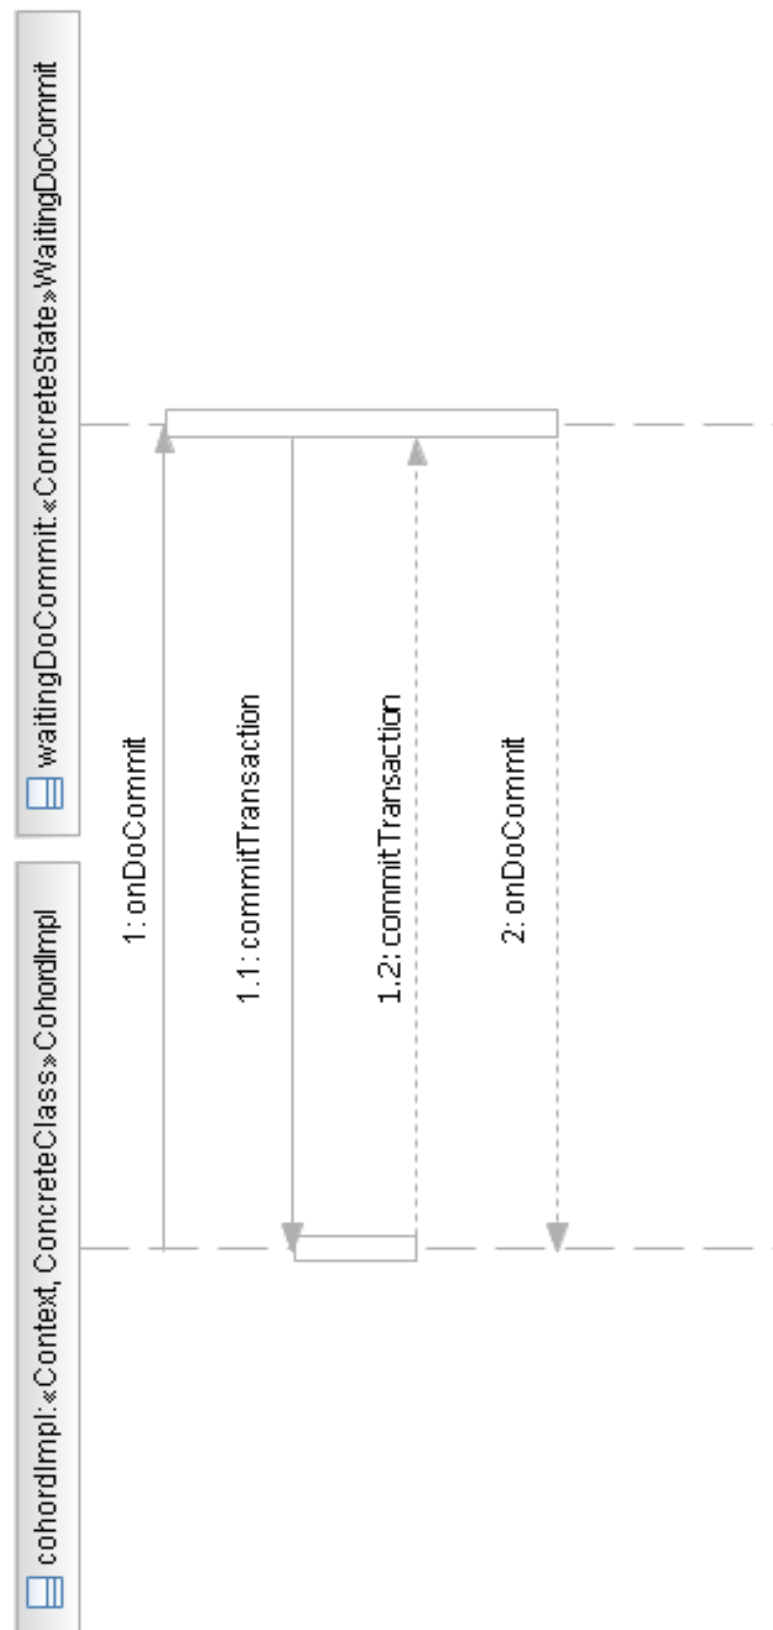 cohordImpl:«Context, ConcreteClass»CohordImpl
waitingDoCommit:«ConcreteState»WaitingDoCommit
1: onDoCommit
1.1: commitTransaction
1.2: commitTransaction
2: onDoCommit